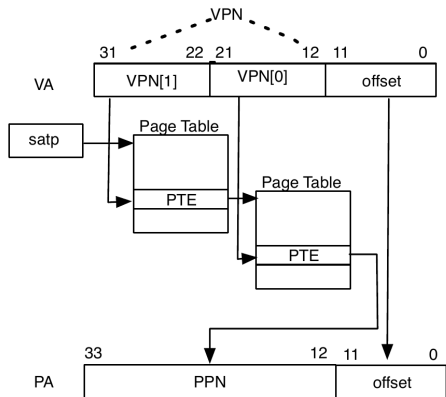 VPN
31 22 21 12 11 0
VA VPN[1] VPN[0] offset
satp
Page Table
PTE
Page Table
PTE
33 12 11 0
PA PPN offset